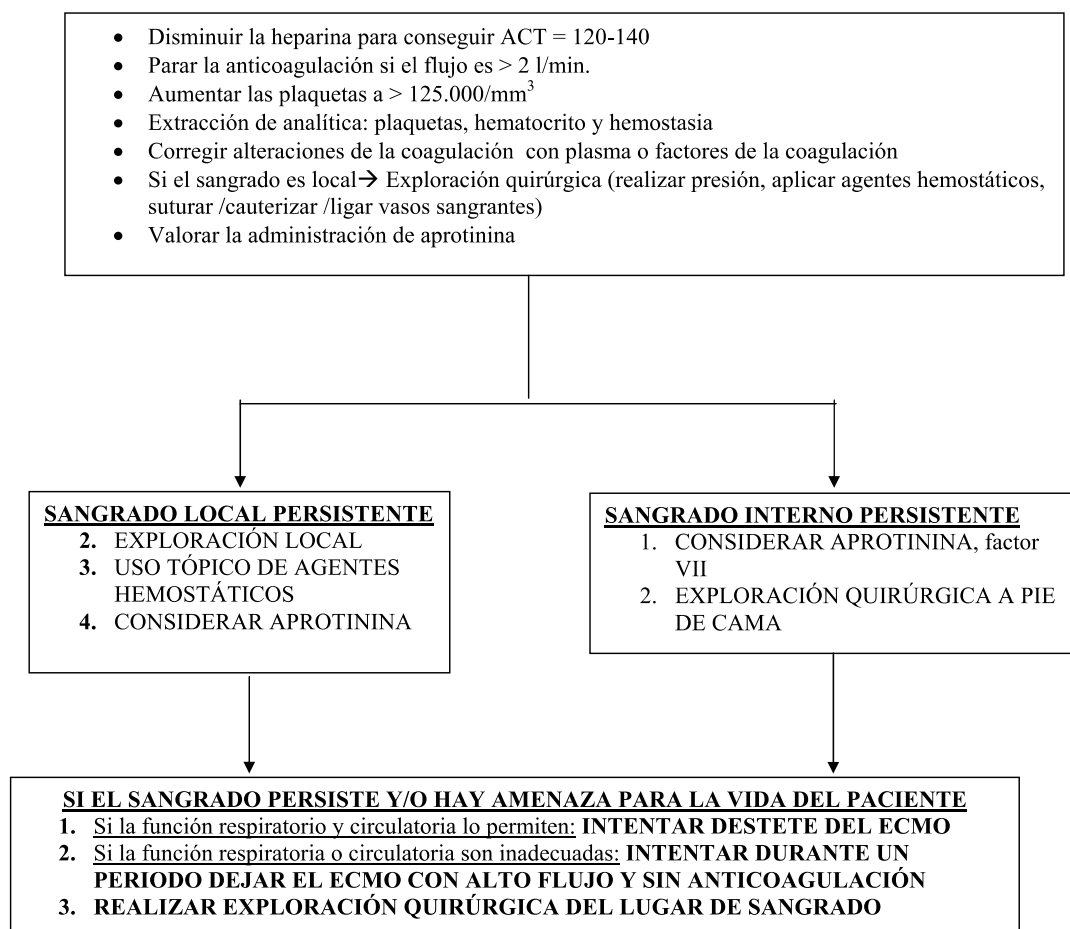 • Disminuir la heparina para conseguir ACT = 120-140
• Parar la anticoagulación si el flujo es > 2 l/min.
• Aumentar las plaquetas a > 125.000/mm³
• Extracción de analítica: plaquetas, hematocrito y hemostasia
• Corregir alteraciones de la coagulación con plasma o factores de la coagulación
• Si el sangrado es local→ Exploración quirúrgica (realizar presión, aplicar agentes hemostáticos,
suturar /cauterizar /ligar vasos sangrantes)
• Valorar la administración de aprotinina
SANGRADO LOCAL PERSISTENTE
2. EXPLORACIÓN LOCAL
3. USO TÓPICO DE AGENTES
HEMOSTÁTICOS
4. CONSIDERAR APROTININA
SANGRADO INTERNO PERSISTENTE
1. CONSIDERAR APROTININA, factor
VII
2. EXPLORACIÓN QUIRÚRGICA A PIE
DE CAMA
SI EL SANGRADO PERSISTE Y/O HAY AMENAZA PARA LA VIDA DEL PACIENTE
1. Si la función respiratorio y circulatoria lo permiten: INTENTAR DESTETE DEL ECMO
2. Si la función respiratoria o circulatoria son inadecuadas: INTENTAR DURANTE UN
PERIODO DEJAR EL ECMO CON ALTO FLUJO Y SIN ANTICOAGULACIÓN
3. REALIZAR EXPLORACIÓN QUIRÚRGICA DEL LUGAR DE SANGRADO